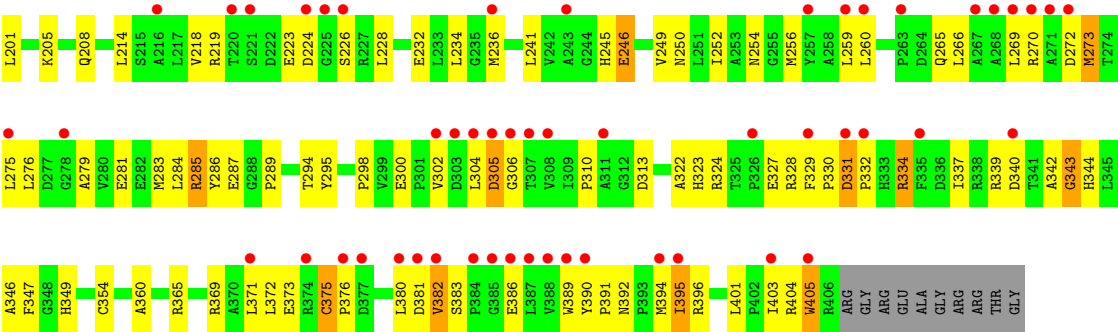 L201 K205 Q208 L214 S215 A216 L217 V218 R219 T220 S221 D222 E223 D224 G225 S226 R227 L228 E232 L233 L234 G235 M236 L241 V242 A243 G244 H245 E246 V249 N250 L251 I252 A253 N254 G255 M256 Y257 A258 L259 L260 P263 D264 Q265 L266 A267 A268 L269 R270 A271 D272 M273 T274
L275 L276 D277 G278 A279 V280 E281 E282 M283 L284 R285 Y286 E287 G288 P289 T294 Y295 P298 V299 E300 P301 V302 D303 L304 D305 G306 T307 V308 I309 P310 A311 G312 D313 A322 H323 R324 T325 P326 E327 R328 F329 P330 D331 P332 H333 R334 F335 D336 I337 R338 R339 D340 T341 A342 G343 H344 L345
A346 F347 G348 H349 C354 A360 R365 R369 A370 L371 L372 E373 R374 C375 P376 D377 L380 D381 V382 S383 P384 G385 E386 L387 V388 W389 Y390 P391 N392 P393 M394 I395 R396 L401 P402 I403 R404 W405 R406 ARG GLY ARG GLU ALA GLY ARG ARG THR GLY